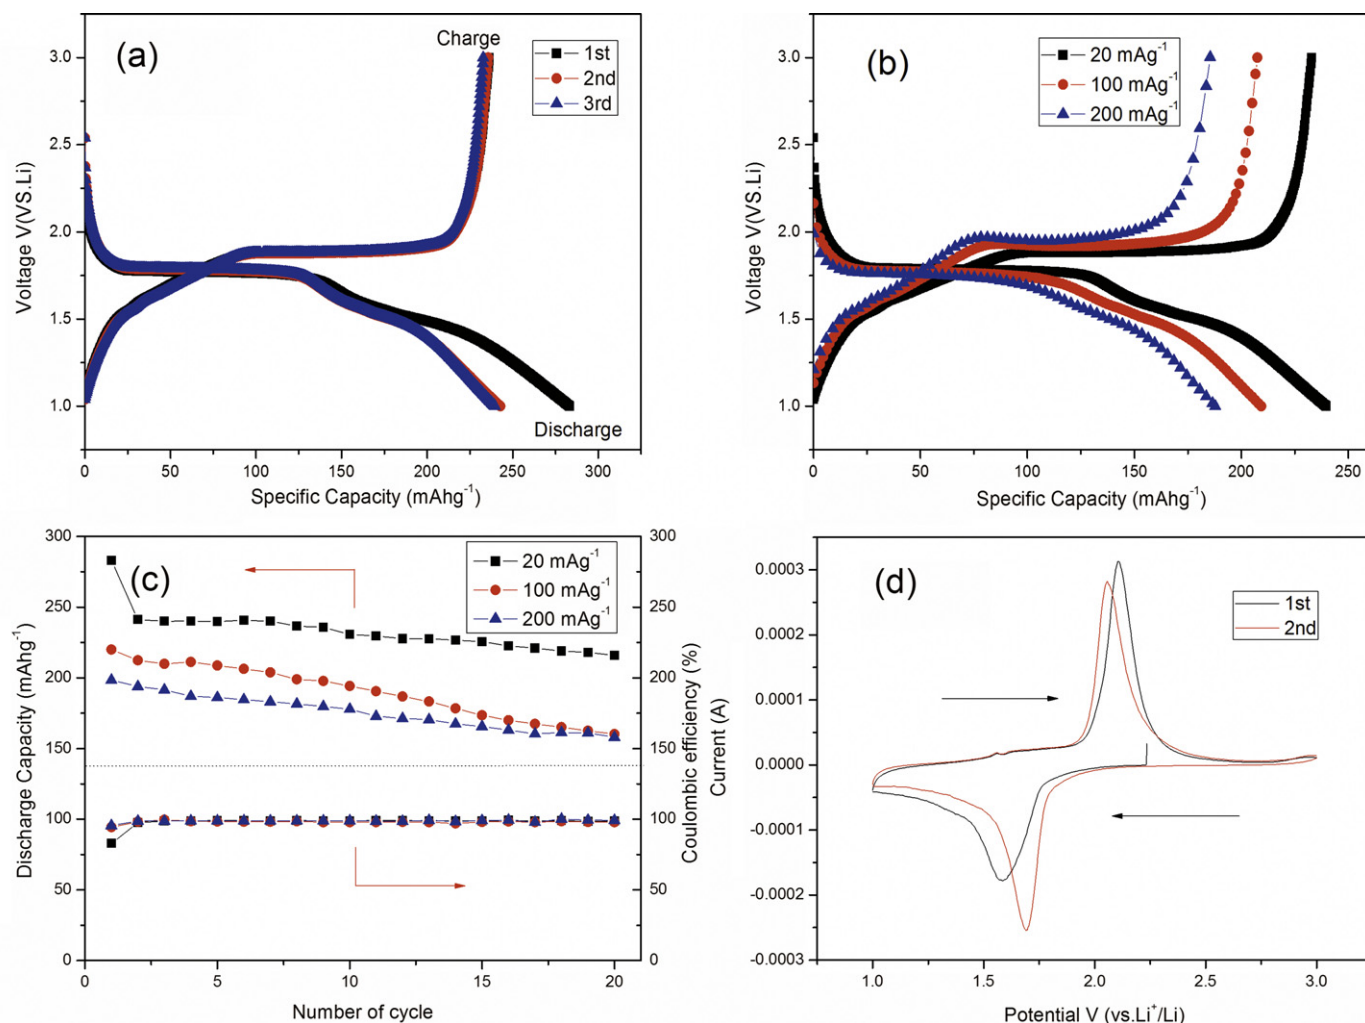 (a)
Charge
1st
2nd
3rd
3.0
2.5
2.0
1.5
1.0
Voltage V(VS.Li)
Discharge
0 50 100 150 200 250 300
Specific Capacity (mAhg⁻¹)
(b)
20 mAg⁻¹
100 mAg⁻¹
200 mAg⁻¹
3.0
2.5
2.0
1.5
1.0
Voltage V(VS.Li)
0 50 100 150 200 250
Specific Capacity (mAhg⁻¹)
(c)
20 mAg⁻¹
100 mAg⁻¹
200 mAg⁻¹
300
250
200
150
100
50
0
Discharge Capacity (mAhg⁻¹)
300
250
200
150
100
50
0
Coulombic efficiency (%)
0 5 10 15 20
Number of cycle
(d)
1st
2nd
0.0003
0.0002
0.0001
0.0000
-0.0001
-0.0002
-0.0003
Current (A)
1.0 1.5 2.0 2.5 3.0
Potential V (vs.Li⁺/Li)